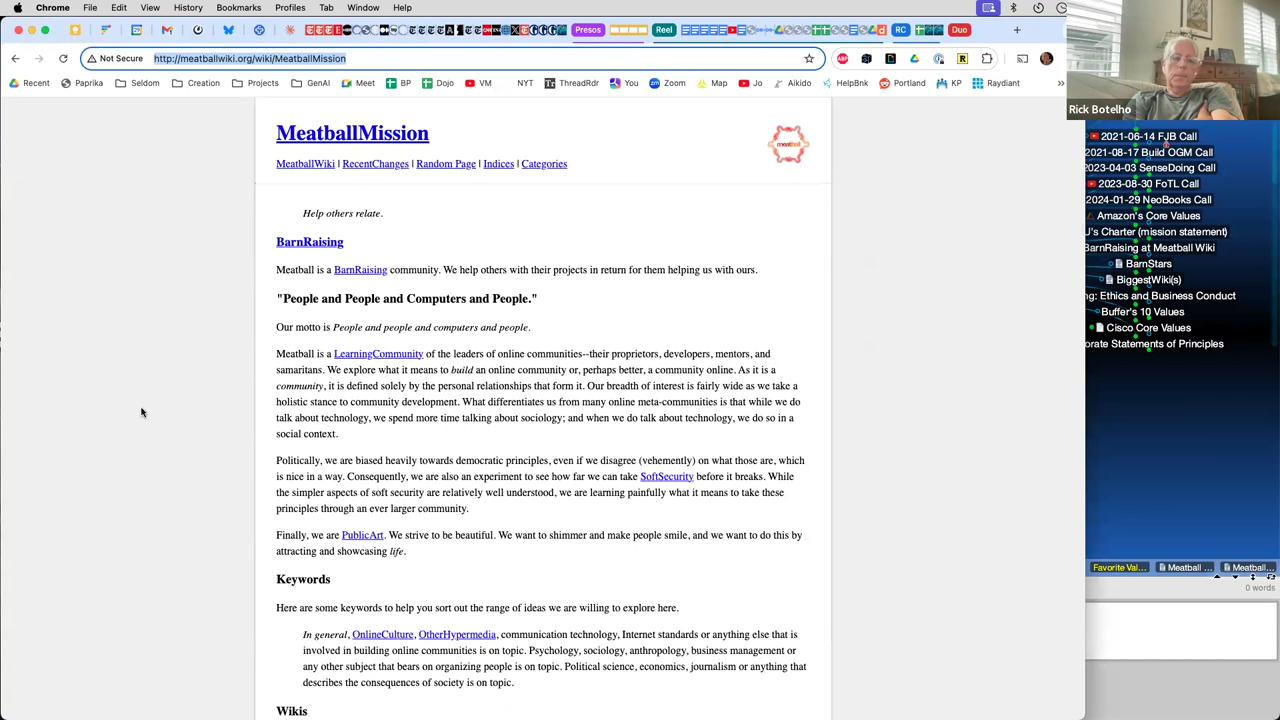 Chrome File Edit View History Bookmarks Profiles Tab Window Help
Presos Reel RC Duo
Not Secure http://meatballwiki.org/wiki/MeatballMission
Recent Paprika Seldom Creation Projects GenAI Meet BP Dojo VM NYT ThreadRdr You Zoom Map Jo Aikido HelpBnk Portland KP Raydiant »
MeatballMission
meatball
MeatballWiki | RecentChanges | Random Page | Indices | Categories
Help others relate.
BarnRaising
Meatball is a BarnRaising community. We help others with their projects in return for them helping us with ours.
"People and People and Computers and People."
Our motto is People and people and computers and people.
Meatball is a LearningCommunity of the leaders of online communities--their proprietors, developers, mentors, and
samaritans. We explore what it means to build an online community or, perhaps better, a community online. As it is a
community, it is defined solely by the personal relationships that form it. Our breadth of interest is fairly wide as we take a
holistic stance to community development. What differentiates us from many online meta-communities is that while we do
talk about technology, we spend more time talking about sociology; and when we do talk about technology, we do so in a
social context.
Politically, we are biased heavily towards democratic principles, even if we disagree (vehemently) on what those are, which
is nice in a way. Consequently, we are also an experiment to see how far we can take SoftSecurity before it breaks. While
the simpler aspects of soft security are relatively well understood, we are learning painfully what it means to take these
principles through an ever larger community.
Finally, we are PublicArt. We strive to be beautiful. We want to shimmer and make people smile, and we want to do this by
attracting and showcasing life.
Keywords
Here are some keywords to help you sort out the range of ideas we are willing to explore here.
In general, OnlineCulture, OtherHypermedia, communication technology, Internet standards or anything else that is
involved in building online communities is on topic. Psychology, sociology, anthropology, business management or
any other subject that bears on organizing people is on topic. Political science, economics, journalism or anything that
describes the consequences of society is on topic.
Wikis
Rick Botelho
2021-06-14 FJB Call
2021-08-17 Build OGM Call
2023-04-03 SenseDoing Call
2023-08-30 FoTL Call
2024-01-29 NeoBooks Call
Amazon's Core Values
J's Charter (mission statement)
BarnRaising at Meatball Wiki
BarnStars
BiggestWiki(s)
ng: Ethics and Business Conduct
Buffer's 10 Values
Cisco Core Values
orate Statements of Principles
Favorite Val... Meatball ... Meatball...
0 words